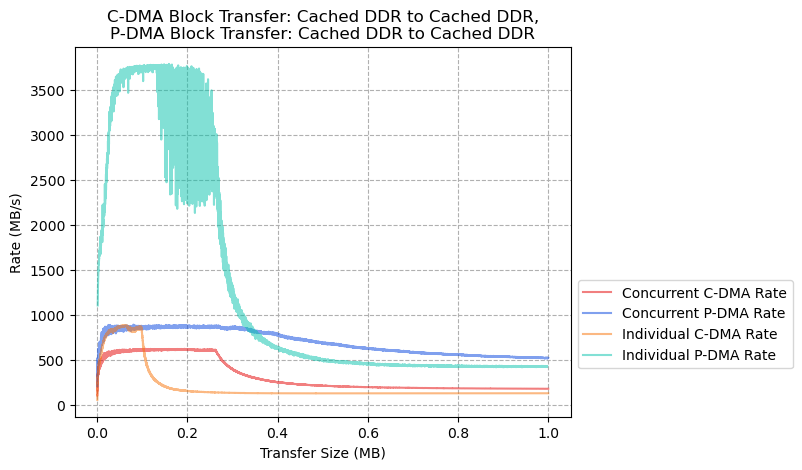 C-DMA Block Transfer: Cached DDR to Cached DDR,
P-DMA Block Transfer: Cached DDR to Cached DDR
3500
3000
2500
2000
1500
1000
500
0
Rate (MB/s)
0.0 0.2 0.4 0.6 0.8 1.0
Transfer Size (MB)
Concurrent C-DMA Rate
Concurrent P-DMA Rate
Individual C-DMA Rate
Individual P-DMA Rate